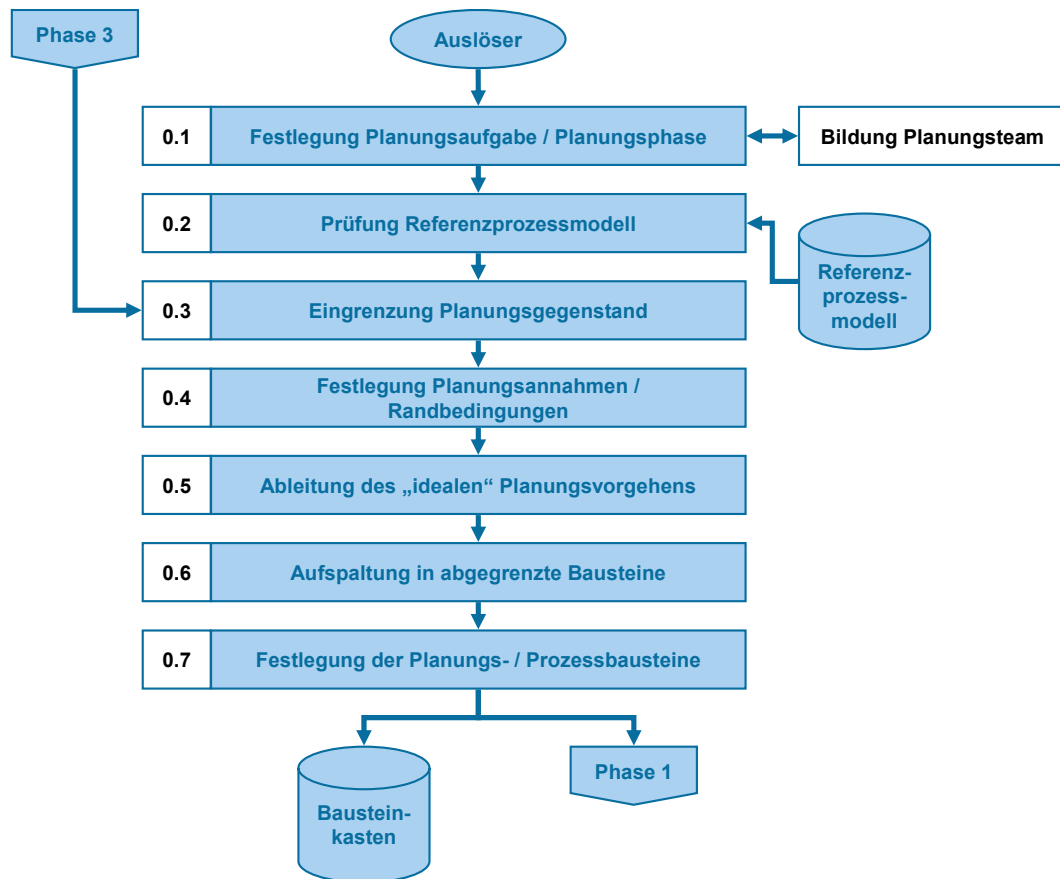 Phase 3
Auslöser
0.1
Festlegung Planungsaufgabe / Planungsphase
Bildung Planungsteam
0.2
Prüfung Referenzprozessmodell
Referenz-
prozess-
modell
0.3
Eingrenzung Planungsgegenstand
0.4
Festlegung Planungsannahmen /
Randbedingungen
0.5
Ableitung des „idealen“ Planungsvorgehens
0.6
Aufspaltung in abgegrenzte Bausteine
0.7
Festlegung der Planungs- / Prozessbausteine
Baustein-
kasten
Phase 1